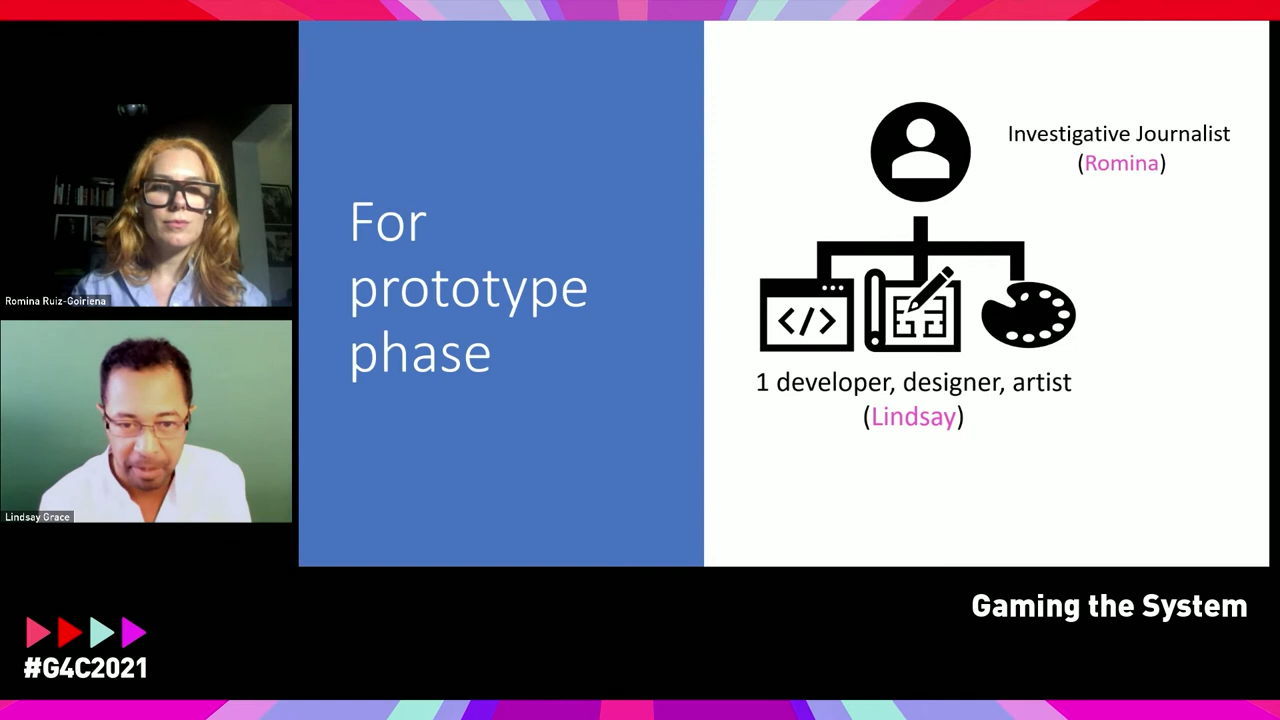 Romina Ruiz-Goiriena
Lindsay Grace
For
prototype
phase
Investigative Journalist
(Romina)
</>
1 developer, designer, artist
(Lindsay)
Gaming the System
#G4C2021